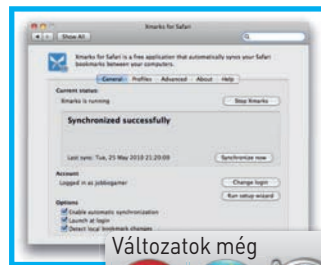 Xmarks for Safari
Show All
Xmarks for Safari is a free application that automatically syncs your Safari
bookmarks between your computers.
General Profiles Advanced About Help
Current status:
Xmarks is running
Stop Xmarks
Synchronized successfully
Last sync: Tue, 25 May 2010 21:20:09
Synchronize now
Account
Logged in as jobbogamer
Change login
Run setup wizard
Options
Enable automatic synchronization
Launch at login
Detect local bookmark changes
Változatok még